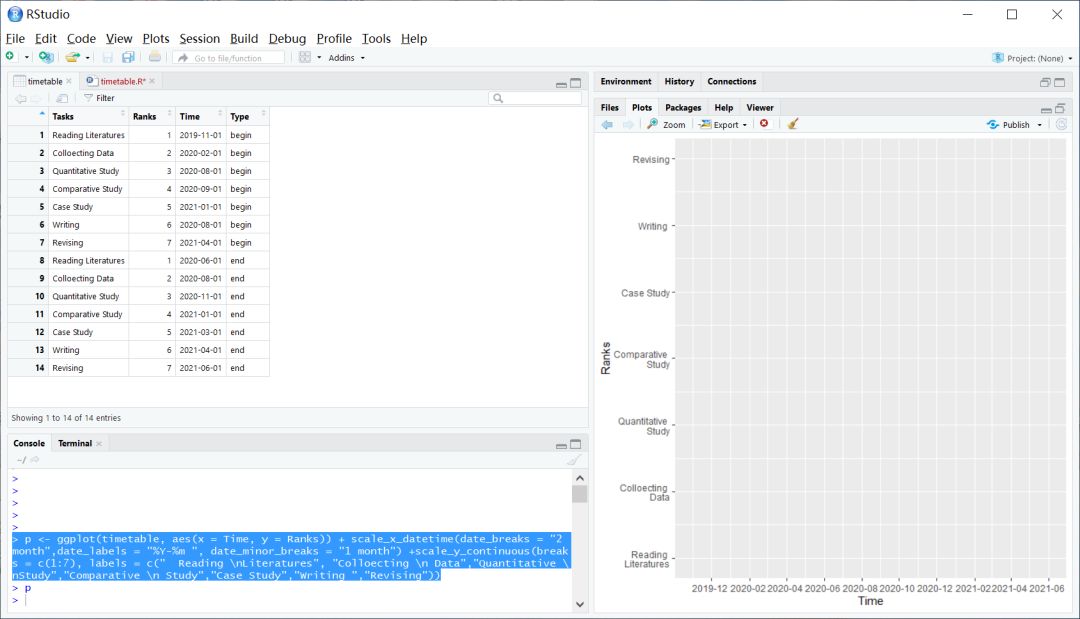 RStudio
File Edit Code View Plots Session Build Debug Profile Tools Help
Go to file/function Addins Project: (None)
timetable timetable.R*
Filter
Tasks Ranks Time Type
1 Reading Literatures 1 2019-11-01 begin
2 Colloecting Data 2 2020-02-01 begin
3 Quantitative Study 3 2020-08-01 begin
4 Comparative Study 4 2020-09-01 begin
5 Case Study 5 2021-01-01 begin
6 Writing 6 2020-08-01 begin
7 Revising 7 2021-04-01 begin
8 Reading Literatures 1 2020-06-01 end
9 Colloecting Data 2 2020-08-01 end
10 Quantitative Study 3 2020-11-01 end
11 Comparative Study 4 2021-01-01 end
12 Case Study 5 2021-03-01 end
13 Writing 6 2021-04-01 end
14 Revising 7 2021-06-01 end
Showing 1 to 14 of 14 entries
Console Terminal
~/
>
>
>
>
>
> p <- ggplot(timetable, aes(x = Time, y = Ranks)) + scale_x_datetime(date_breaks = "2
month",date_labels = "%Y-%m ", date_minor_breaks = "1 month") +scale_y_continuous(break
s = c(1:7), labels = c("  Reading \nLiteratures", "Colloecting \n Data","Quantitative \
nStudy","Comparative \n Study","Case Study","Writing ","Revising"))
> p
>
Environment History Connections
Files Plots Packages Help Viewer
Zoom Export Publish
Revising
Writing
Case Study
Ranks
Comparative
Study
Quantitative
Study
Colloecting
Data
Reading
Literatures
2019-12 2020-02 2020-04 2020-06 2020-08 2020-10 2020-12 2021-02 2021-04 2021-06
Time